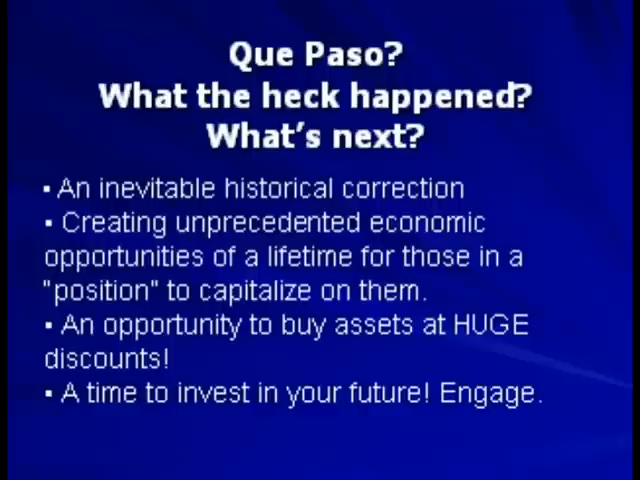 Que Paso?
What the heck happened?
What's next?
▪ An inevitable historical correction
▪ Creating unprecedented economic
opportunities of a lifetime for those in a
"position" to capitalize on them.
▪ An opportunity to buy assets at HUGE
discounts!
▪ A time to invest in your future! Engage.